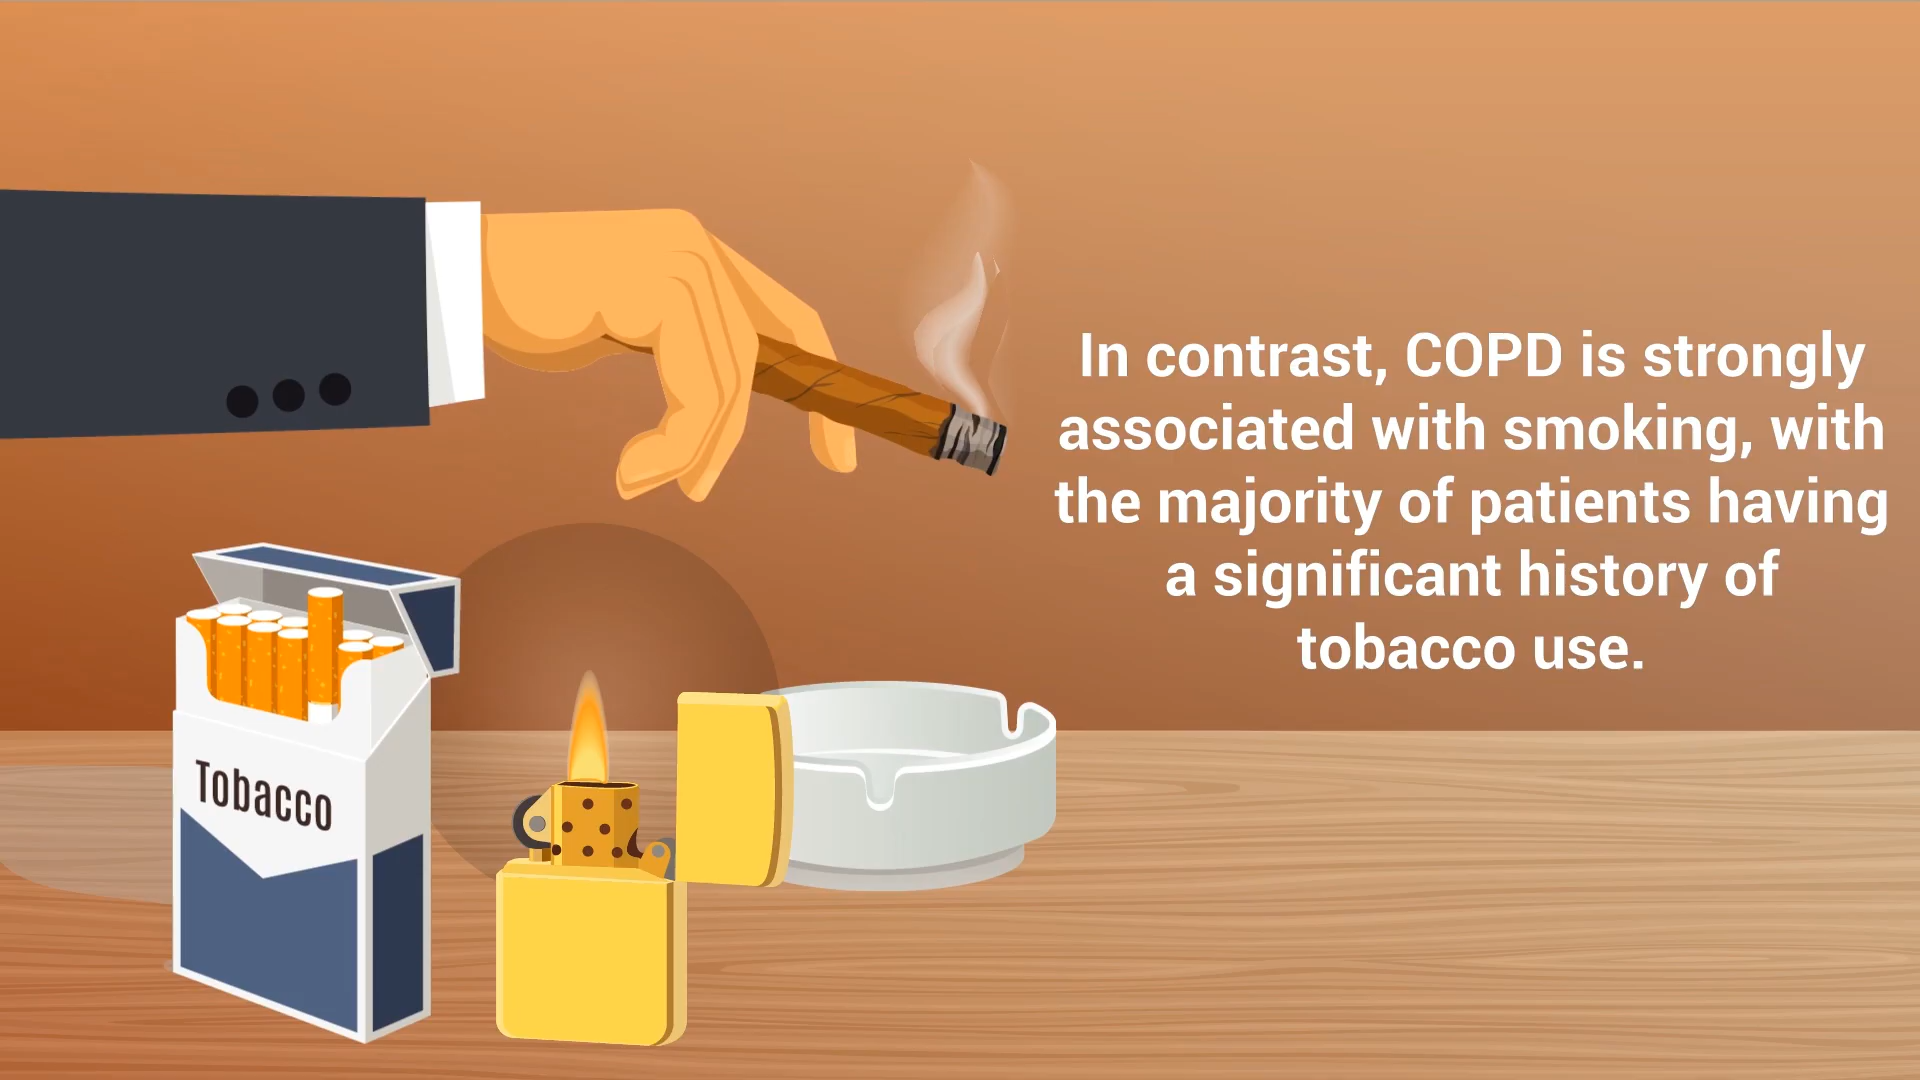 In contrast, COPD is strongly
associated with smoking, with
the majority of patients having
a significant history of
tobacco use.
Tobacco